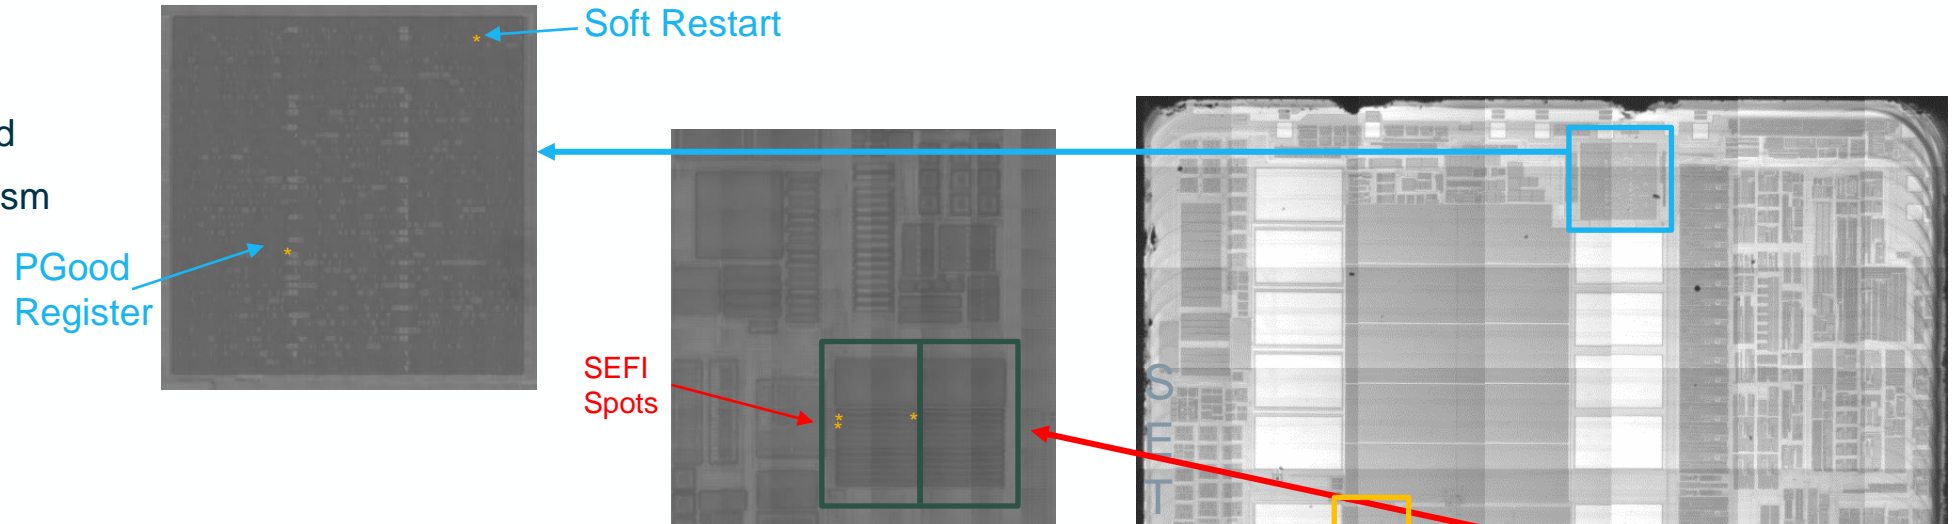 Soft Restart
d
sm
PGood
Register
SEFI
Spots
S
E
T